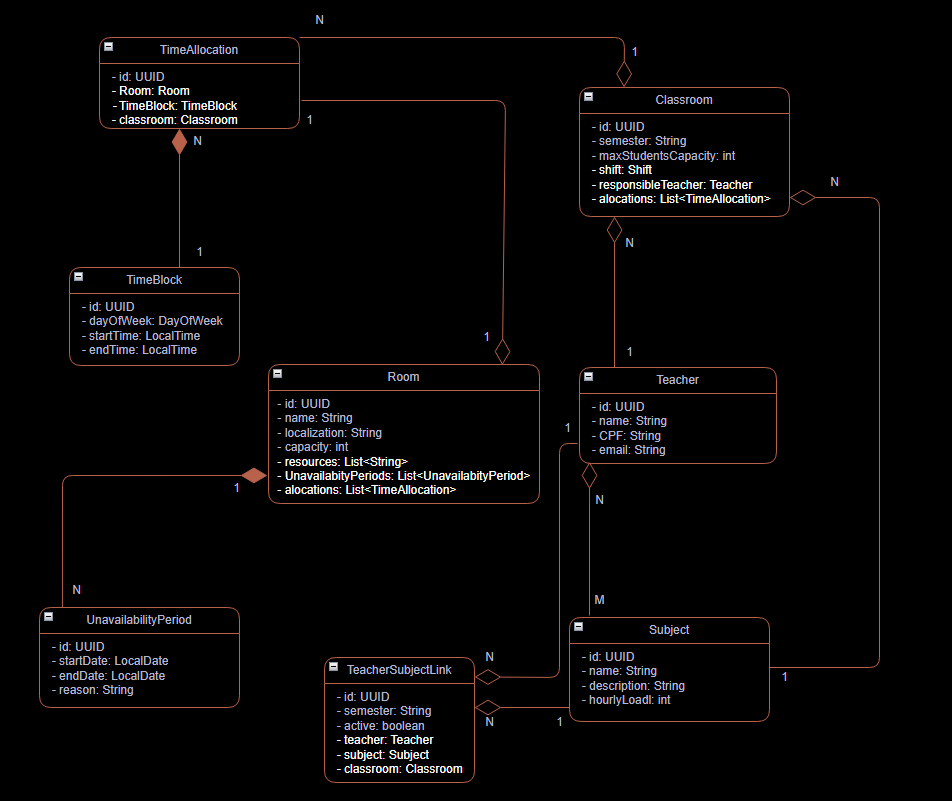 N
TimeAllocation
- id: UUID
- Room: Room
- TimeBlock: TimeBlock
- classroom: Classroom
1
Classroom
- id: UUID
- semester: String
- maxStudentsCapacity: int
- shift: Shift
- responsibleTeacher: Teacher
- alocations: List<TimeAllocation>
1
N
N
N
1
TimeBlock
- id: UUID
- dayOfWeek: DayOfWeek
- startTime: LocalTime
- endTime: LocalTime
1
1
Room
- id: UUID
- name: String
- localization: String
- capacity: int
- resources: List<String>
- UnavailabityPeriods: List<UnavailabityPeriod>
- alocations: List<TimeAllocation>
Teacher
- id: UUID
- name: String
- CPF: String
- email: String
1
1
N
N
M
UnavailabilityPeriod
- id: UUID
- startDate: LocalDate
- endDate: LocalDate
- reason: String
Subject
- id: UUID
- name: String
- description: String
- hourlyLoadl: int
1
N
TeacherSubjectLink
- id: UUID
- semester: String
- active: boolean
- teacher: Teacher
- subject: Subject
- classroom: Classroom
N
1